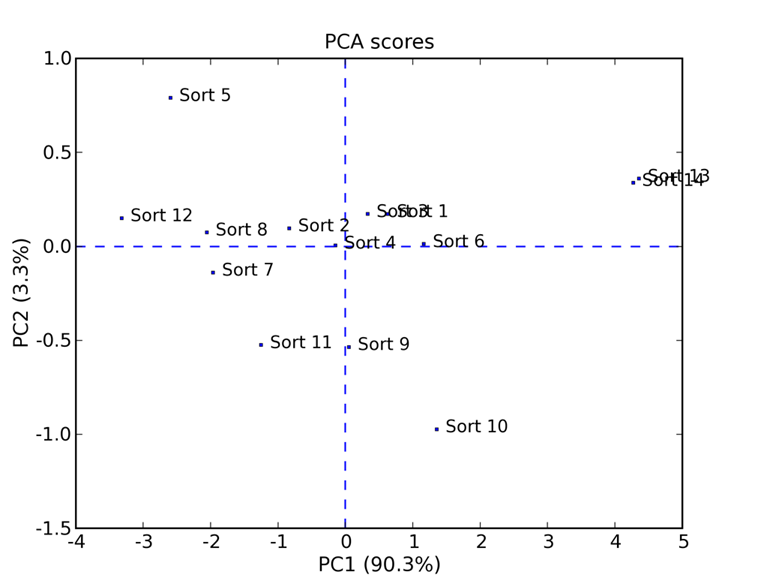 PCA scores
1.0
Sort 5
0.5
Sort 13
Sort 14
Sort 12
Sort 3
Sort 1
Sort 8
Sort 2
Sort 4
Sort 6
0.0
Sort 7
PC2 (3.3%)
-0.5
Sort 11
Sort 9
-1.0
Sort 10
-1.5
-4 -3 -2 -1 0 1 2 3 4 5
PC1 (90.3%)